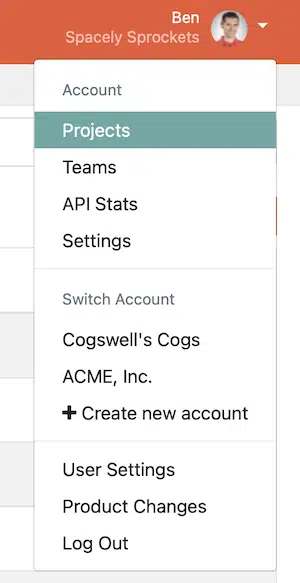 Ben
Spacely Sprockets
Account
Projects
Teams
API Stats
Settings
Switch Account
Cogswell's Cogs
ACME, Inc.
+ Create new account
User Settings
Product Changes
Log Out